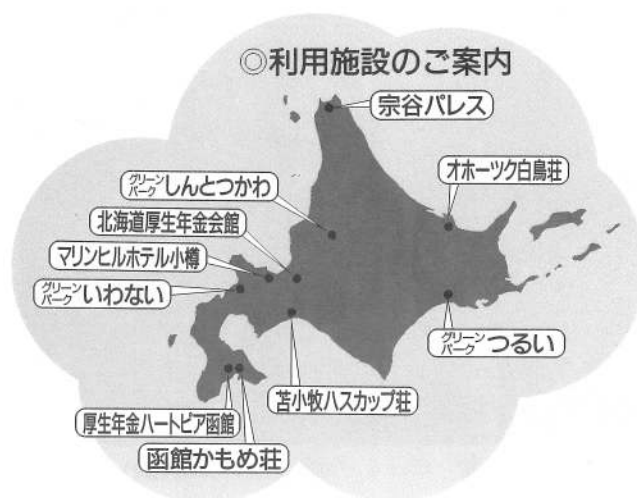 ◎利用施設のご案内
宗谷パレス
オホーツク白鳥荘
グリーンパークしんとつかわ
北海道厚生年金会館
マリンヒルホテル小樽
グリーンパークいわない
グリーンパークつるい
苫小牧ハスカップ荘
厚生年金ハートピア函館
函館かもめ荘